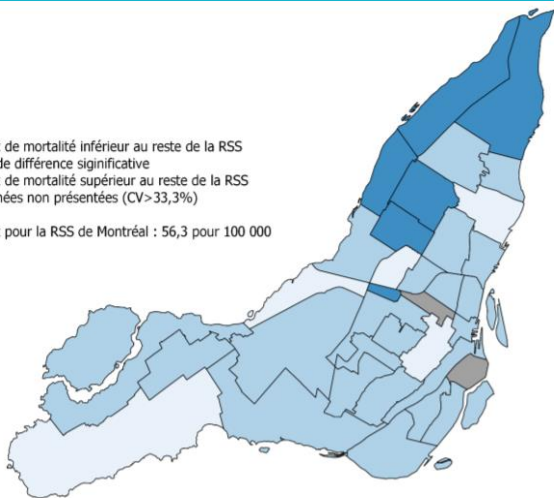 de mortalité inférieur au reste de la RSS
de différence siginificative
de mortalité supérieur au reste de la RSS
nées non présentées (CV>33,3%)
pour la RSS de Montréal : 56,3 pour 100 000